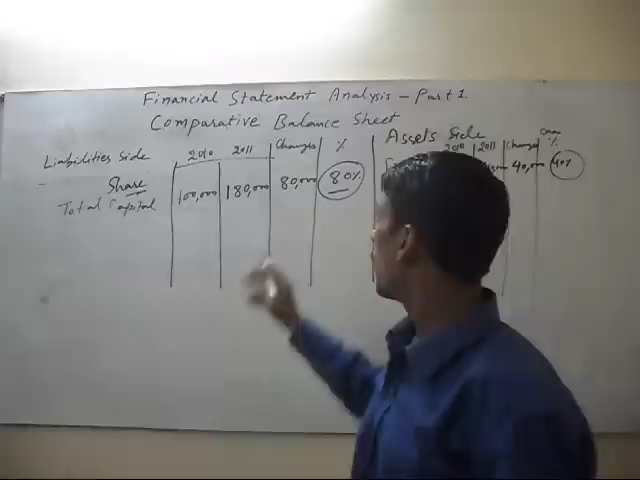 Financial Statement Analysis - Part 1
Comparative Balance Sheet
Liabilities Side 2010 2011 Changes %
Share
Total Capital 100,000 180,000 80,000 80%
Assets Side
2010 2011 Changes %
40,000 40%